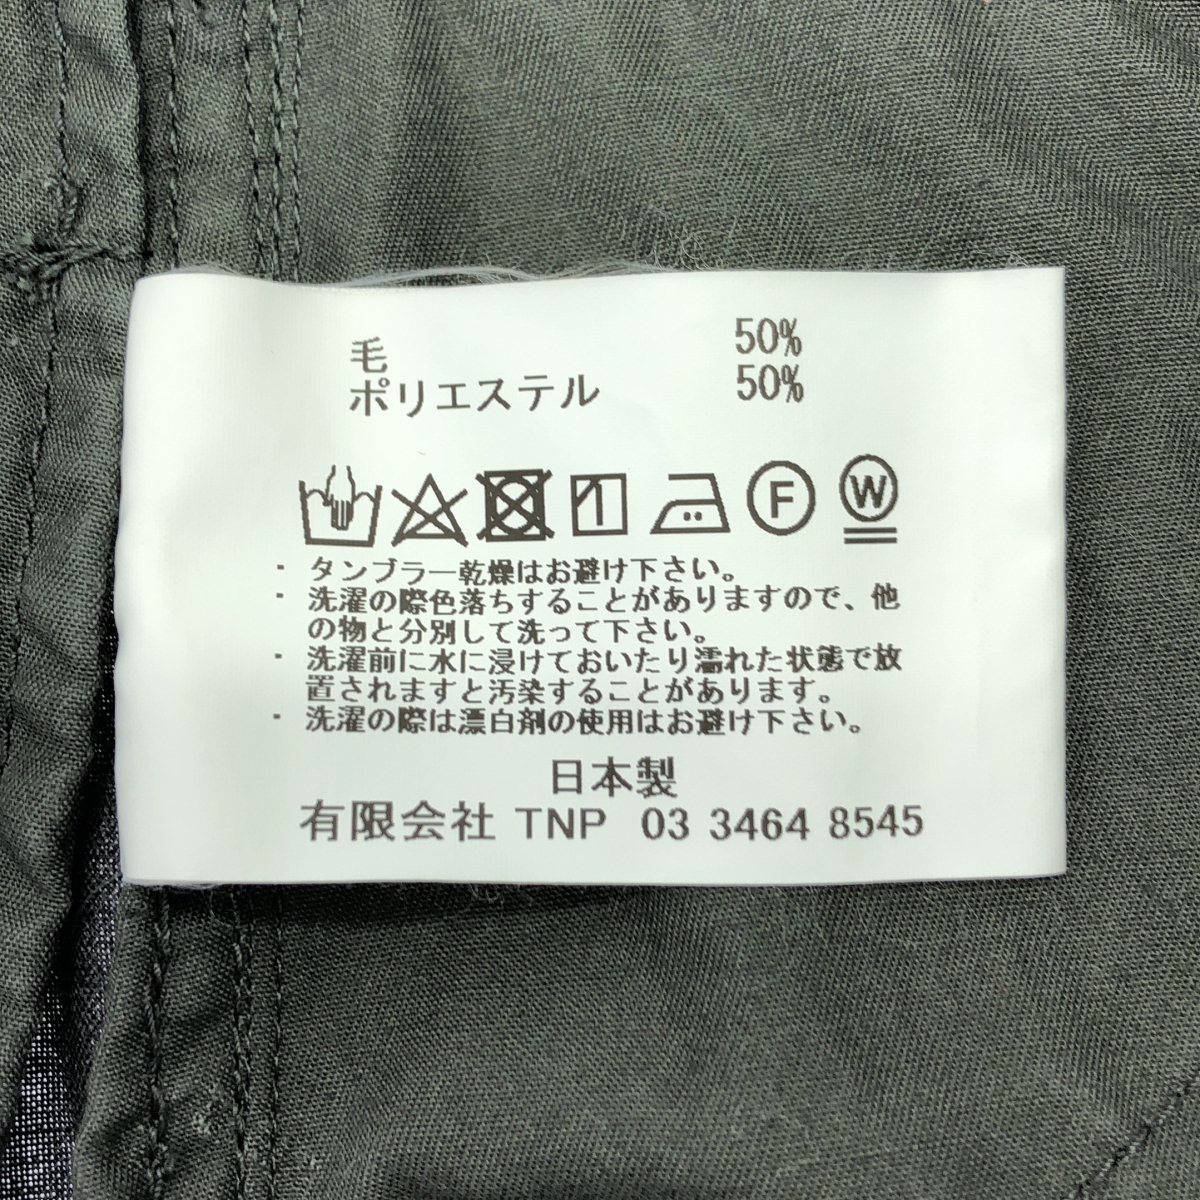 毛 50%
ポリエステル 50%
F W
・タンブラー乾燥はお避け下さい。
・洗濯の際色落ちすることがありますので、他
の物と分別して洗って下さい。
・洗濯前に水に浸けておいたり濡れた状態で放
置されますと汚染することがあります。
・洗濯の際は漂白剤の使用はお避け下さい。
日本製
有限会社 TNP 03 3464 8545